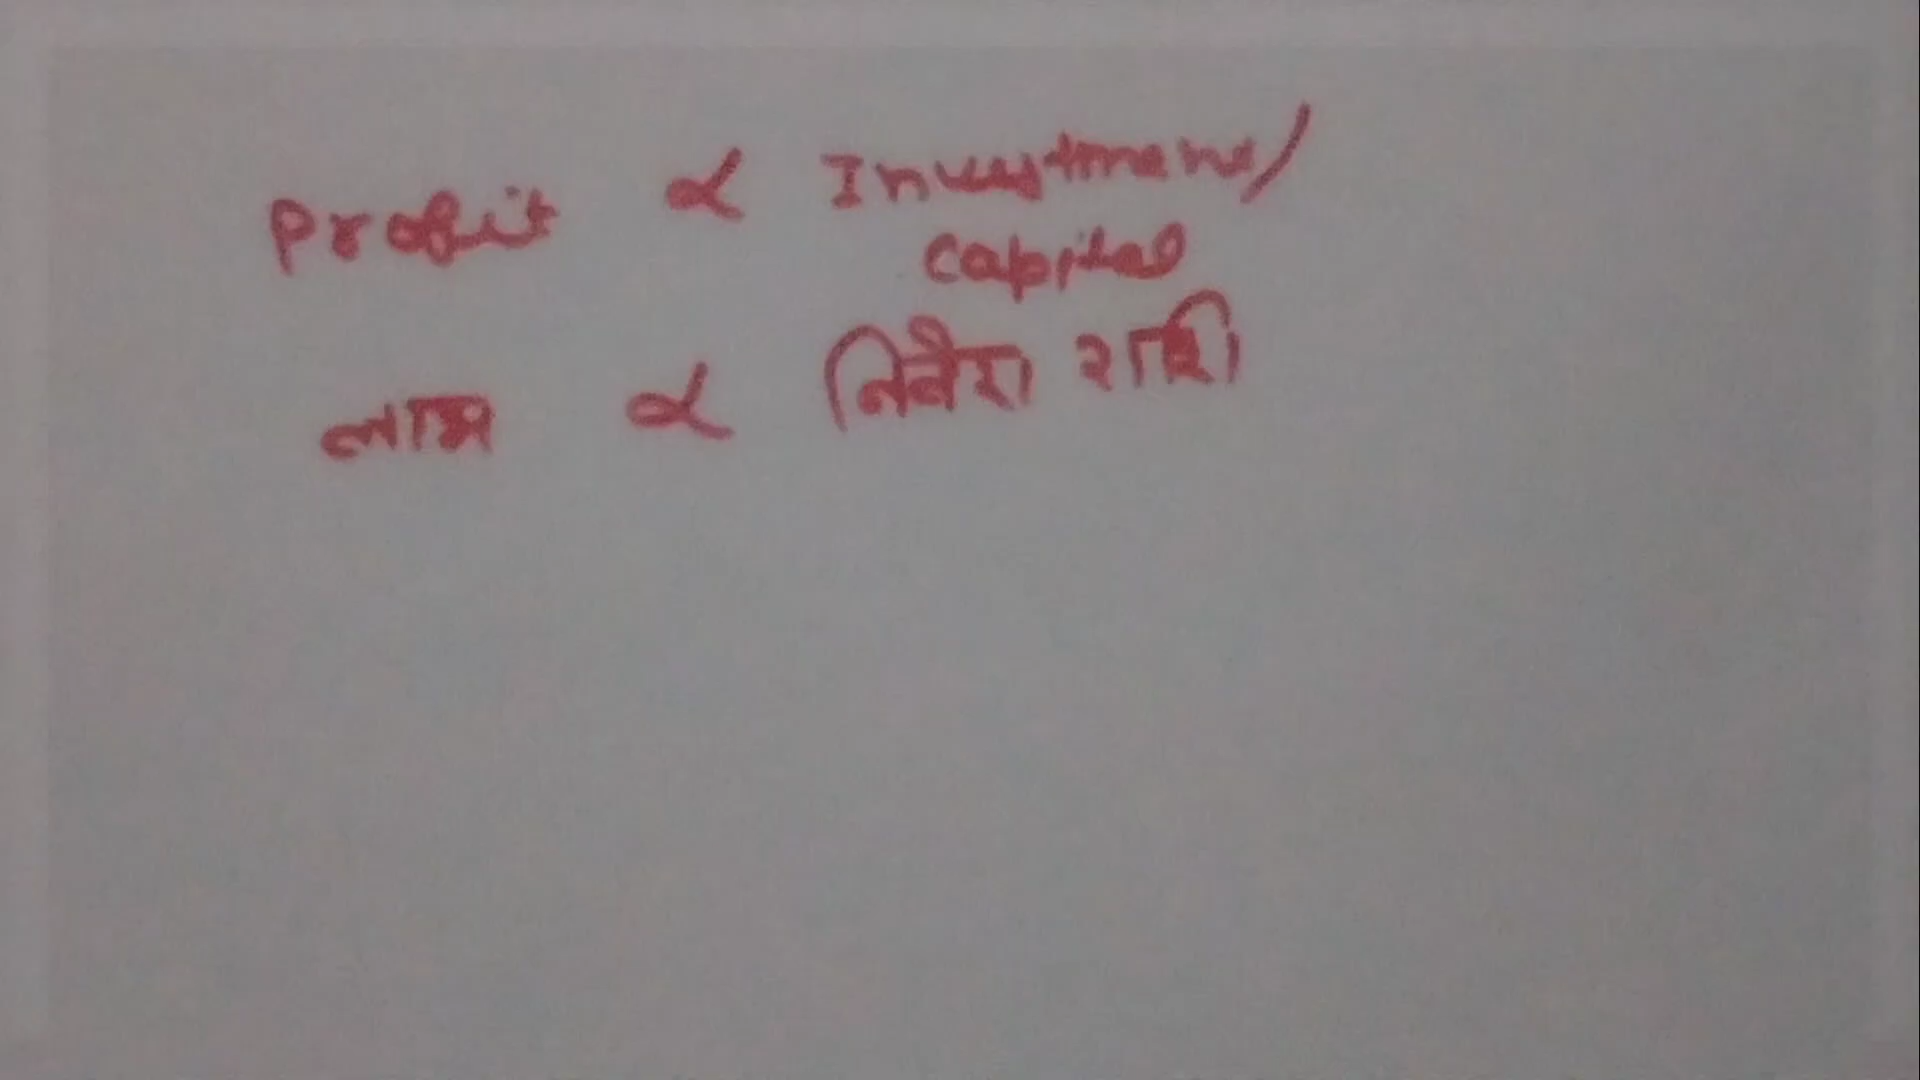 Profit ∝ Investment/
Capital
लाभ ∝ निवेश राशि